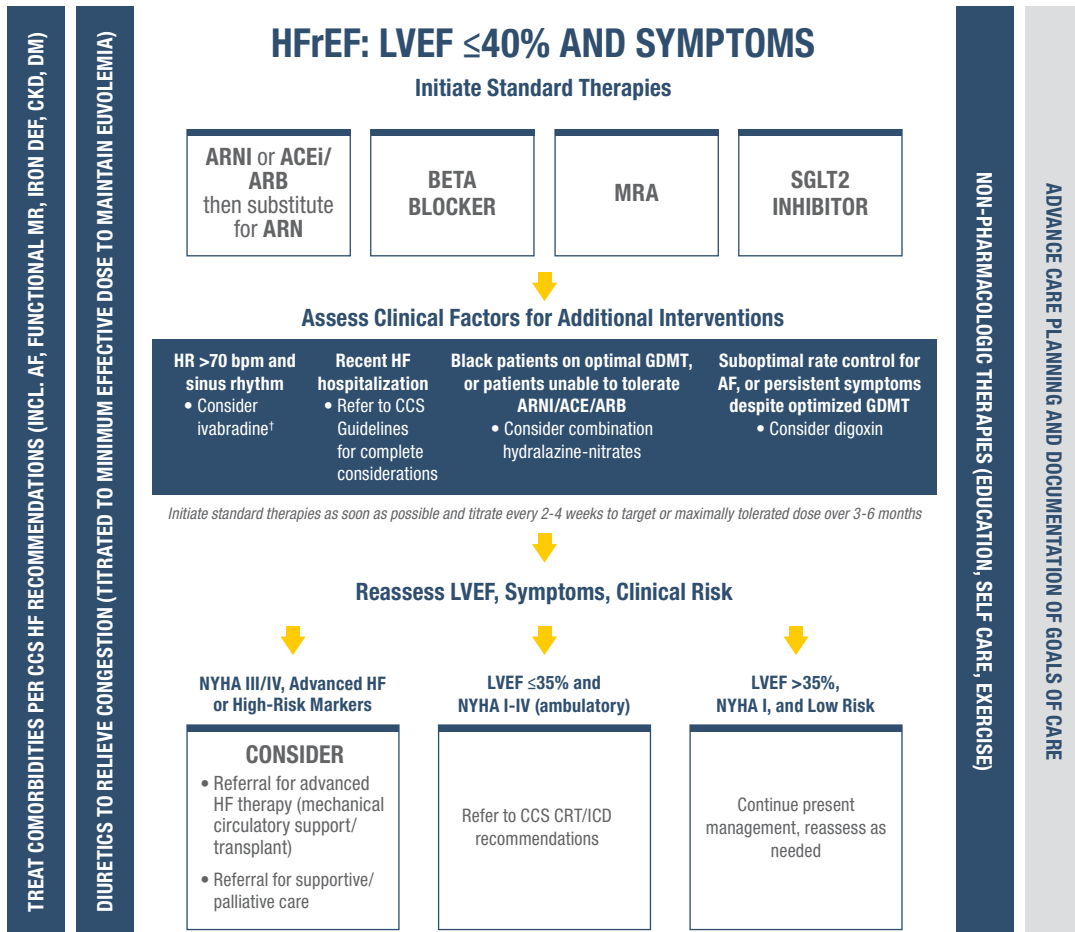 TREAT COMORBIDITIES PER CCS HF RECOMMENDATIONS (INCL. AF, FUNCTIONAL MR, IRON DEF, CKD, DM)
DIURETICS TO RELIEVE CONGESTION (TITRATED TO MINIMUM EFFECTIVE DOSE TO MAINTAIN EUVOLEMIA)
HFrEF: LVEF ≤40% AND SYMPTOMS
Initiate Standard Therapies
ARNI or ACEi/
ARB
then substitute
for ARN
BETA
BLOCKER
MRA
SGLT2
INHIBITOR
Assess Clinical Factors for Additional Interventions
HR >70 bpm and
sinus rhythm
• Consider
ivabradine†
Recent HF
hospitalization
• Refer to CCS
Guidelines
for complete
considerations
Black patients on optimal GDMT,
or patients unable to tolerate
ARNI/ACE/ARB
• Consider combination
hydralazine-nitrates
Suboptimal rate control for
AF, or persistent symptoms
despite optimized GDMT
• Consider digoxin
Initiate standard therapies as soon as possible and titrate every 2-4 weeks to target or maximally tolerated dose over 3-6 months
Reassess LVEF, Symptoms, Clinical Risk
NYHA III/IV, Advanced HF
or High-Risk Markers
CONSIDER
• Referral for advanced
HF therapy (mechanical
circulatory support/
transplant)
• Referral for supportive/
palliative care
LVEF ≤35% and
NYHA I-IV (ambulatory)
Refer to CCS CRT/ICD
recommendations
LVEF >35%,
NYHA I, and Low Risk
Continue present
management, reassess as
needed
NON-PHARMACOLOGIC THERAPIES (EDUCATION, SELF CARE, EXERCISE)
ADVANCE CARE PLANNING AND DOCUMENTATION OF GOALS OF CARE